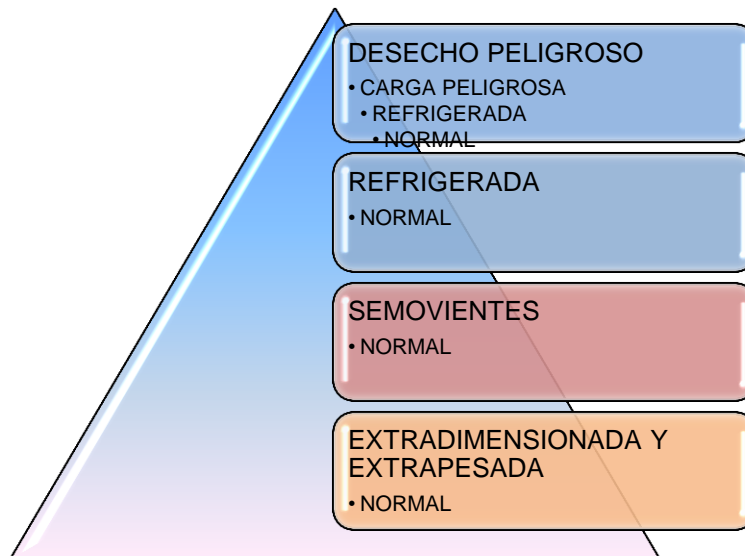 DESECHO PELIGROSO
• CARGA PELIGROSA
• REFRIGERADA
• NORMAL
REFRIGERADA
• NORMAL
SEMOVIENTES
• NORMAL
EXTRADIMENSIONADA Y
EXTRAPESADA
• NORMAL